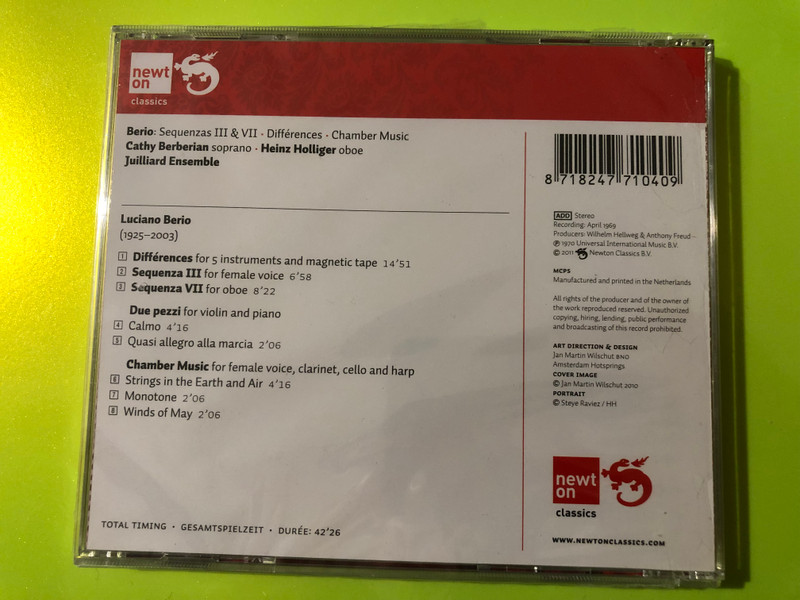 newt
on
classics
Berio: Sequenzas III & VII · Différences · Chamber Music
Cathy Berberian soprano · Heinz Holliger oboe
Juilliard Ensemble
Luciano Berio
(1925–2003)
1 Différences for 5 instruments and magnetic tape 14'51
2 Sequenza III for female voice 6'58
3 Sequenza VII for oboe 8'22
Due pezzi for violin and piano
4 Calmo 4'16
5 Quasi allegro alla marcia 2'06
Chamber Music for female voice, clarinet, cello and harp
6 Strings in the Earth and Air 4'16
7 Monotone 2'06
8 Winds of May 2'06
TOTAL TIMING · GESAMTSPIELZEIT · DURÉE: 42'26
8 718247 710409
ADD Stereo
Recording: April 1969
Producers: Wilhelm Hellweg & Anthony Freud
℗ 1970 Universal International Music B.V.
© 2011 Newton Classics B.V.
MCPS
Manufactured and printed in the Netherlands
All rights of the producer and of the owner of
the work reproduced reserved. Unauthorized
copying, hiring, lending, public performance
and broadcasting of this record prohibited.
ART DIRECTION & DESIGN
Jan Martin Wilschut BNO
Amsterdam Hotsprings
COVER IMAGE
© Jan Martin Wilschut 2010
PORTRAIT
© Steye Raviez / HH
newt
on
classics
WWW.NEWTONCLASSICS.COM